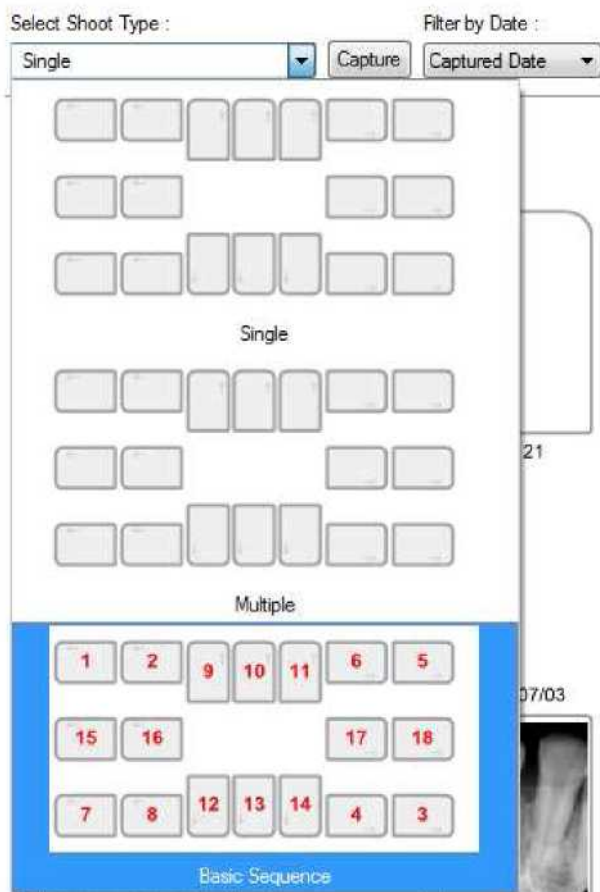 Select Shoot Type : Filter by Date :
Single Capture Captured Date
Single
21
Multiple
1 2 9 10 11 6 5
07/03
15 16 17 18
7 8 12 13 14 4 3
Basic Sequence